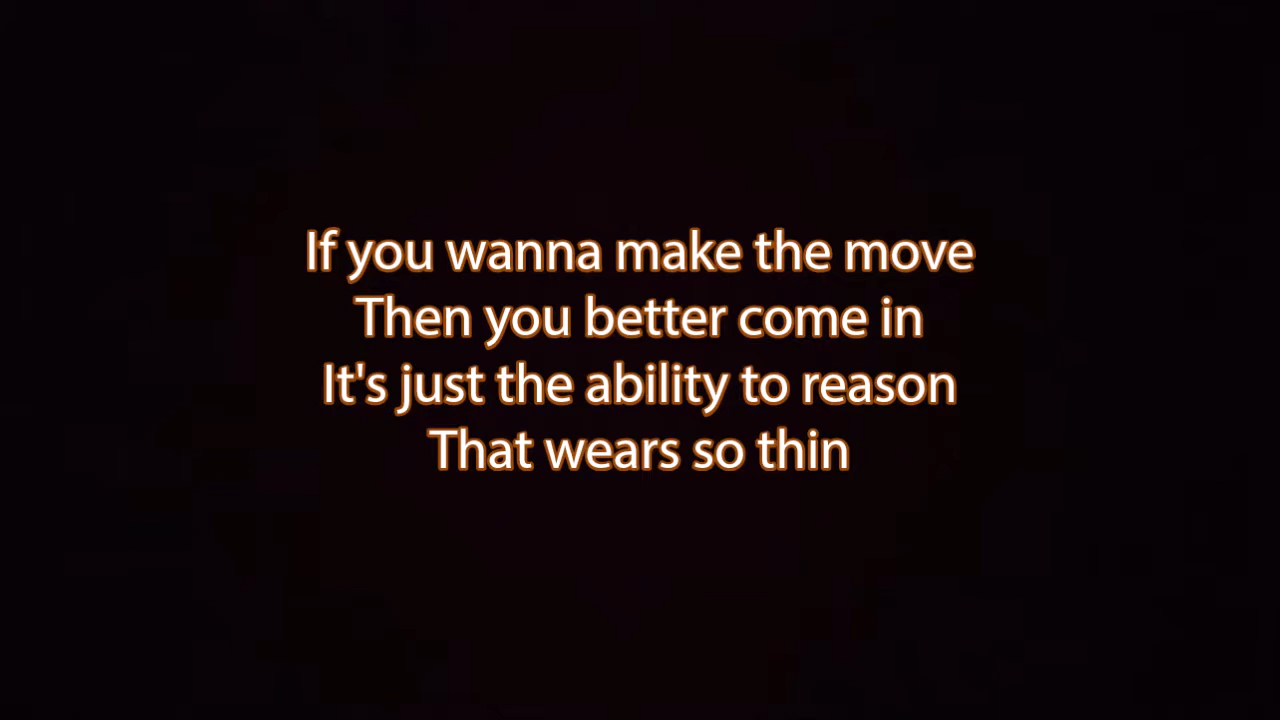 If you wanna make the move
Then you better come in
It's just the ability to reason
That wears so thin